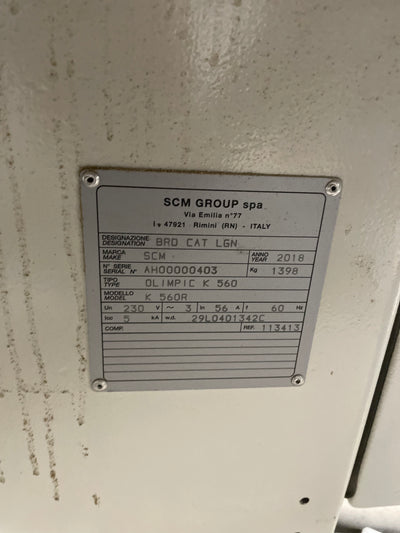 SCM GROUP spa
Via Emilia n°77
I - 47921 Rimini (RN) - ITALY
DESIGNAZIONE DESIGNATION BRD CAT LGN
MARCA MAKE SCM ANNO YEAR 2018
N° SERIE SERIAL N° AH00000403 Kg 1398
TIPO TYPE OLIMPIC K 560
MODELLO MODEL K 560R
Un 230 V ~ 3 In 56 A f 60 Hz
Icc 5 kA w.d. 29L0401342C
COMP. REF. 113413